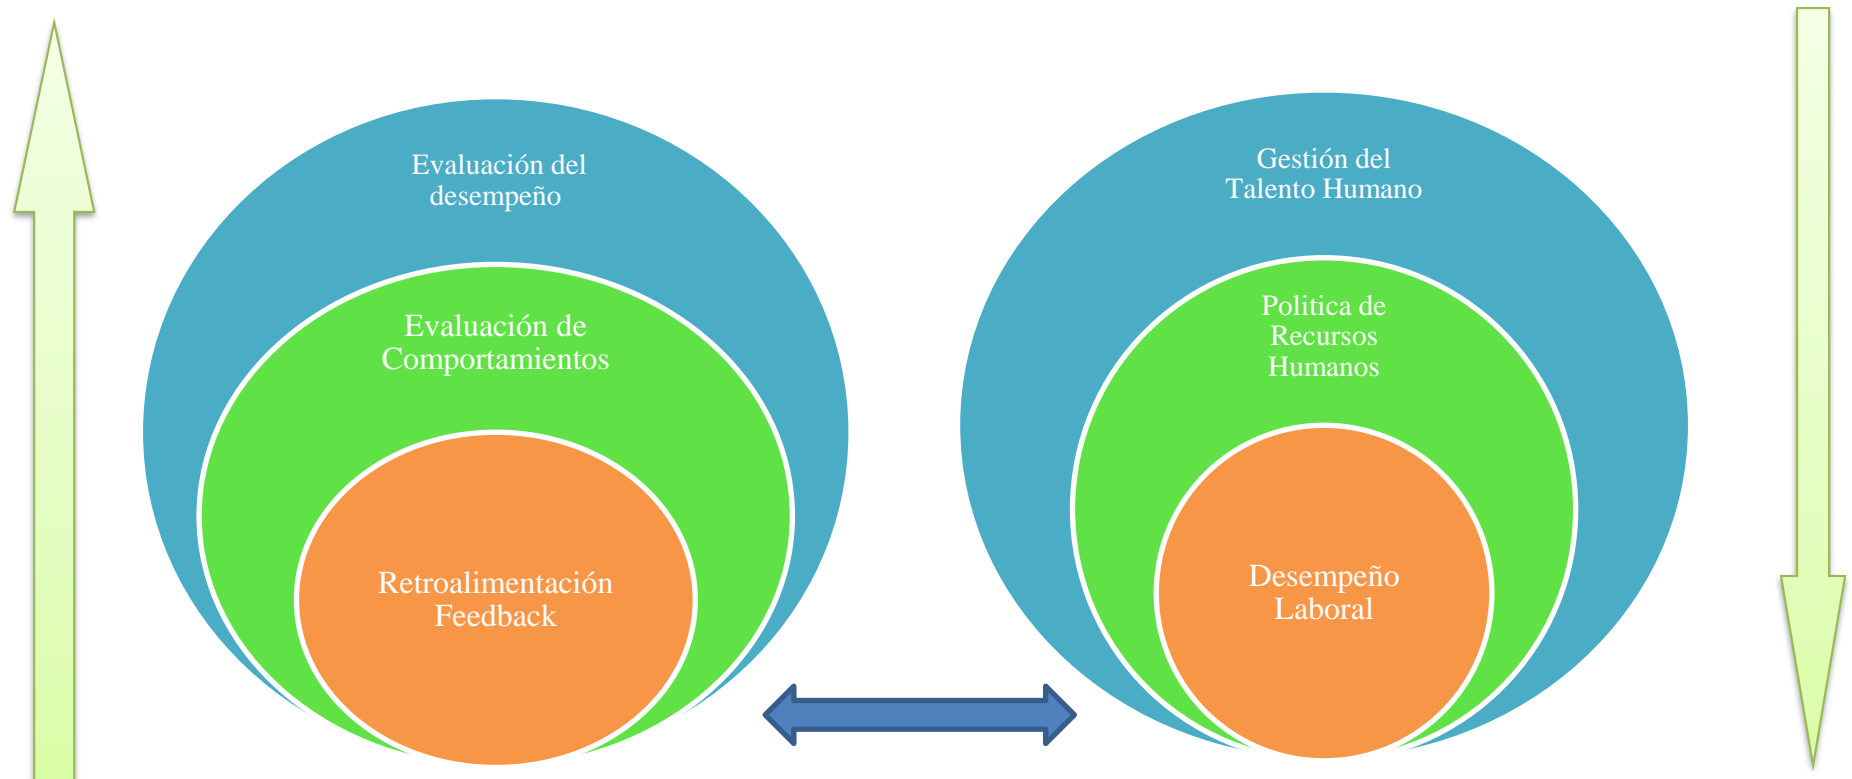 Evaluación del
desempeño
Evaluación de
Comportamientos
Retroalimentación
Feedback
Gestión del
Talento Humano
Politica de
Recursos
Humanos
Desempeño
Laboral